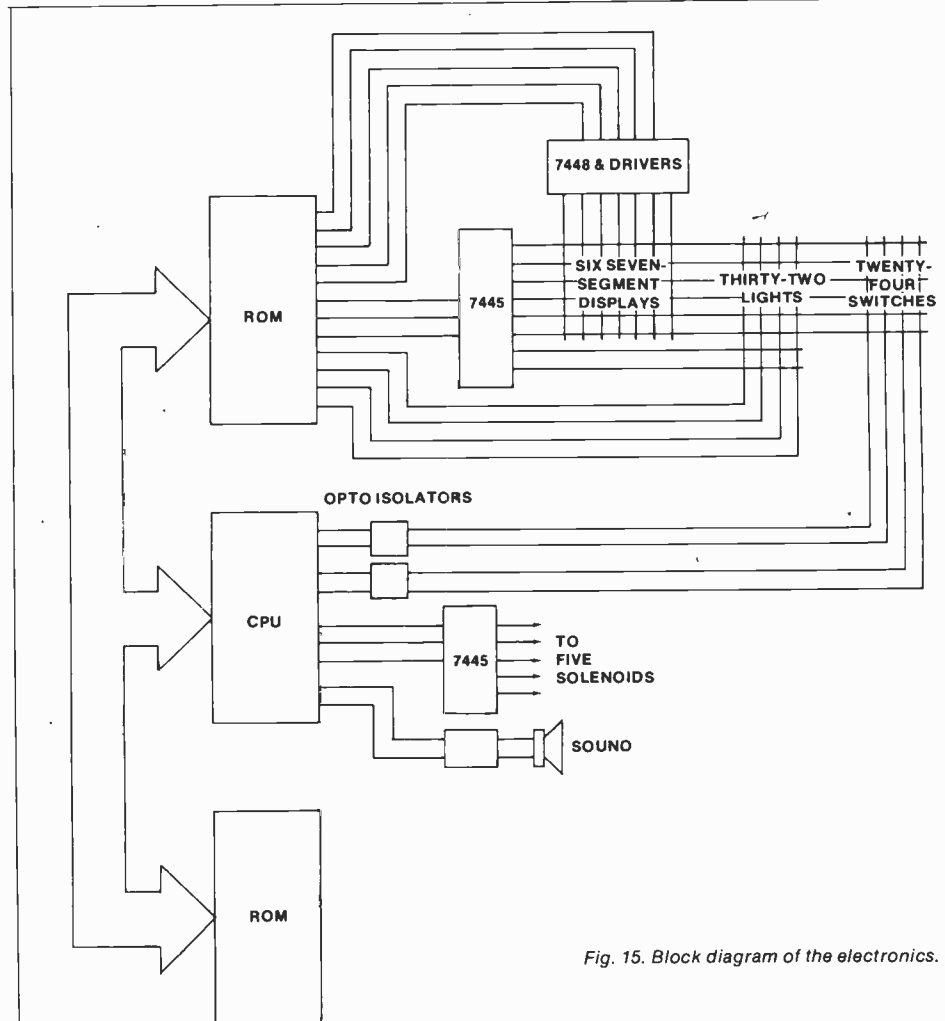 7448 & DRIVERS
ROM
7445
SIX SEVEN-
SEGMENT
DISPLAYS
THIRTY-TWO
LIGHTS
TWENTY-
FOUR
SWITCHES
OPTO ISOLATORS
CPU
7445
TO
FIVE
SOLENOIDS
SOUNO
ROM
Fig. 15. Block diagram of the electronics.